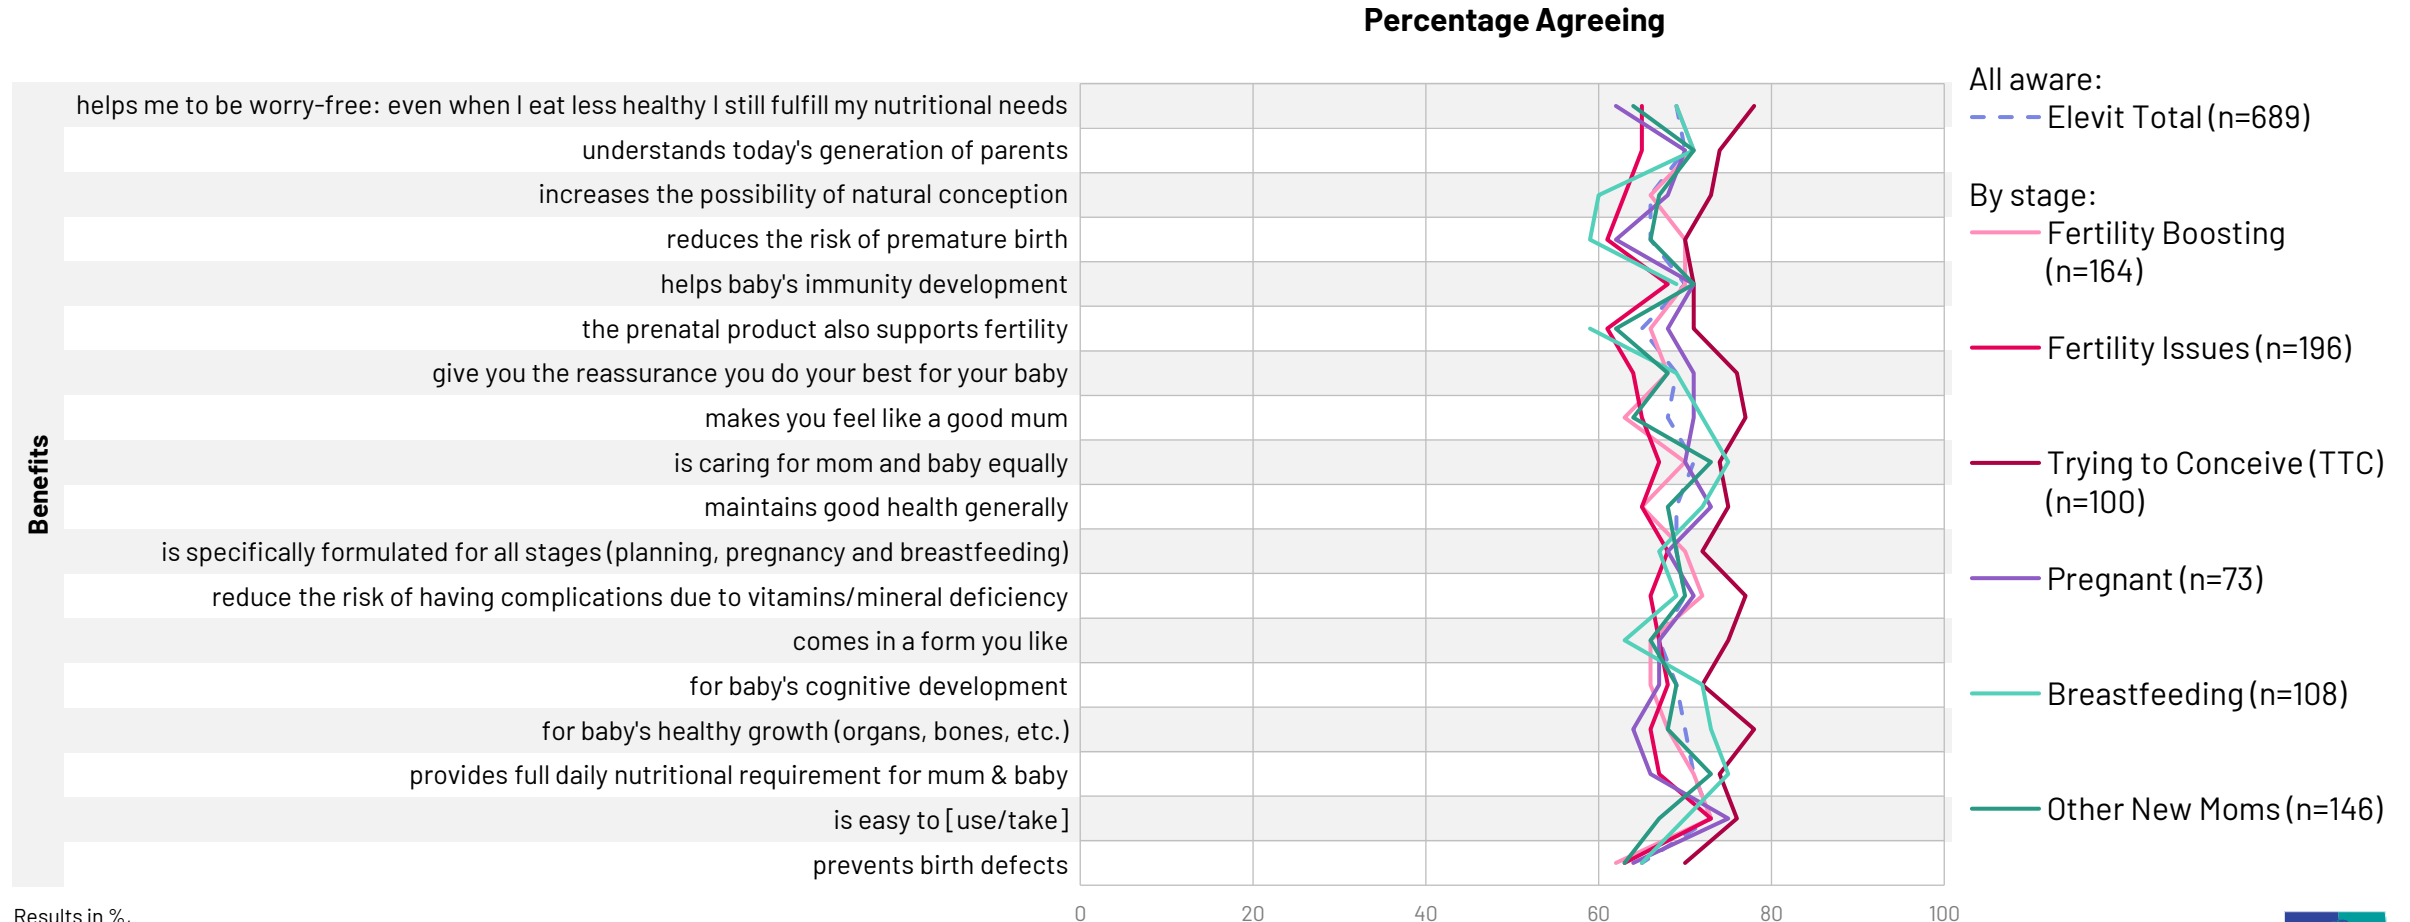 Percentage Agreeing
Benefits
helps me to be worry-free: even when I eat less healthy I still fulfill my nutritional needs
understands today's generation of parents
increases the possibility of natural conception
reduces the risk of premature birth
helps baby's immunity development
the prenatal product also supports fertility
give you the reassurance you do your best for your baby
makes you feel like a good mum
is caring for mom and baby equally
maintains good health generally
is specifically formulated for all stages (planning, pregnancy and breastfeeding)
reduce the risk of having complications due to vitamins/mineral deficiency
comes in a form you like
for baby's cognitive development
for baby's healthy growth (organs, bones, etc.)
provides full daily nutritional requirement for mum & baby
is easy to [use/take]
prevents birth defects
0 20 40 60 80 100
All aware:
Elevit Total (n=689)
By stage:
Fertility Boosting
(n=164)
Fertility Issues (n=196)
Trying to Conceive (TTC)
(n=100)
Pregnant (n=73)
Breastfeeding (n=108)
Other New Moms (n=146)
Results in %.